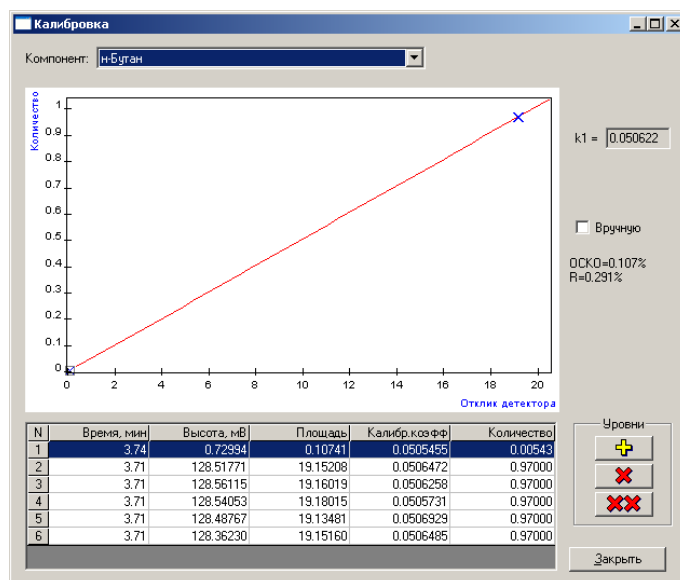 Калибровка
Компонент: н-Бутан
Количество
1
0.9
0.8
0.7
0.6
0.5
0.4
0.3
0.2
0.1
0
0 2 4 6 8 10 12 14 16 18 20
Отклик детектора
k1 = 0.050622
Вручную
ОСКО=0.107%
R=0.291%
N Время, мин Высота, мВ Площадь Калибр.коэфф Количество
1 3.74 0.72994 0.10741 0.0505455 0.00543
2 3.71 128.51771 19.15208 0.0506472 0.97000
3 3.71 128.56115 19.16019 0.0506258 0.97000
4 3.71 128.54053 19.18015 0.0505731 0.97000
5 3.71 128.48767 19.13481 0.0506929 0.97000
6 3.71 128.36230 19.15160 0.0506485 0.97000
Уровни
Закрыть